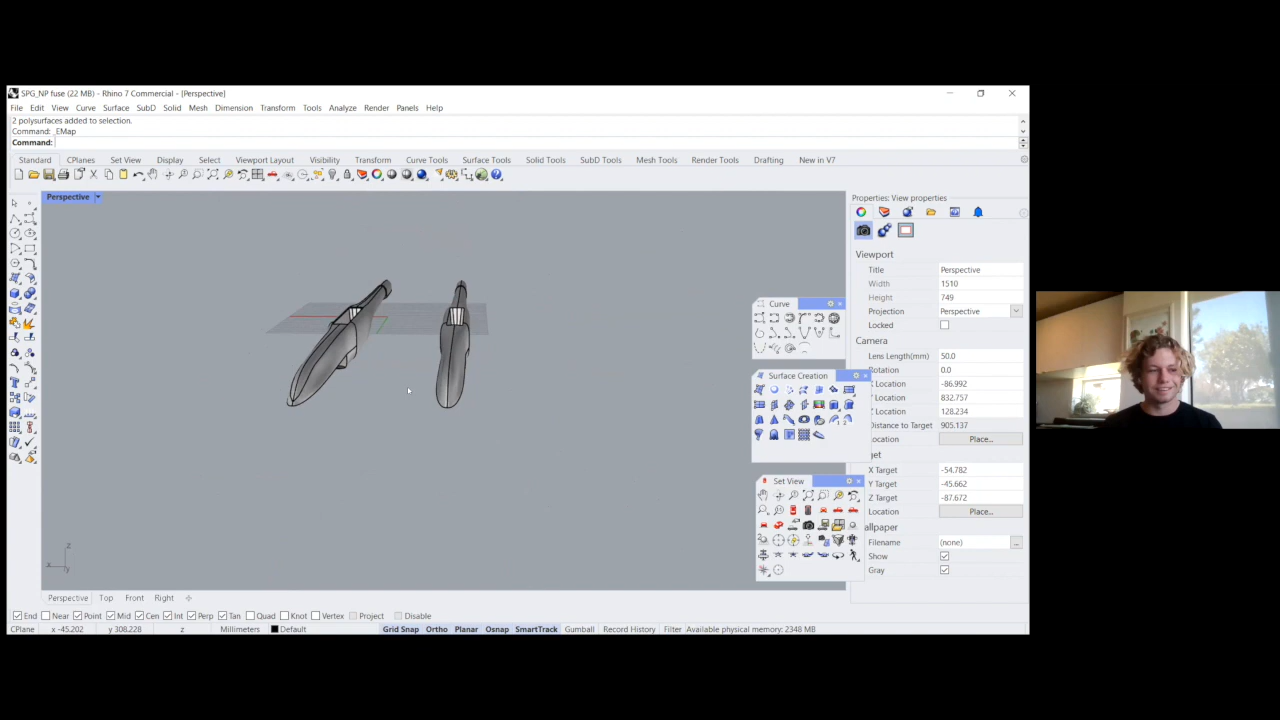 SPG_NP fuse (22 MB) - Rhino 7 Commercial - [Perspective]
File Edit View Curve Surface SubD Solid Mesh Dimension Transform Tools Analyze Render Panels Help
2 polysurfaces added to selection.
Command: _EMap
Command:
Standard CPlanes Set View Display Select Viewport Layout Visibility Transform Curve Tools Surface Tools Solid Tools SubD Tools Mesh Tools Render Tools Drafting New in V7
Perspective
Properties: View properties
Viewport
Title Perspective
Width 1510
Height 749
Projection Perspective
Locked
Camera
Lens Length(mm) 50.0
Rotation 0.0
X Location -86.992
Y Location 832.757
Z Location 128.234
Distance to Target 905.137
Location Place...
get
X Target -54.782
Y Target -45.662
Z Target -87.672
Location Place...
allpaper
Filename (none) ...
Show
Gray
Curve
Surface Creation
Set View
z
x y
Perspective Top Front Right
End Near Point Mid Cen Int Perp Tan Quad Knot Vertex Project Disable
CPlane x -45.202 y 308.228 z Millimeters Default Grid Snap Ortho Planar Osnap SmartTrack Gumball Record History Filter Available physical memory: 2348 MB